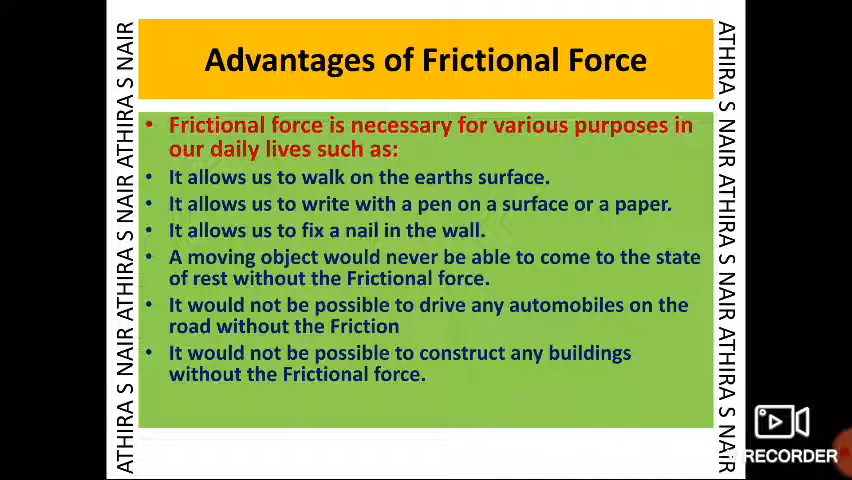 Advantages of Frictional Force
• Frictional force is necessary for various purposes in
our daily lives such as:
• It allows us to walk on the earths surface.
• It allows us to write with a pen on a surface or a paper.
• It allows us to fix a nail in the wall.
• A moving object would never be able to come to the state
of rest without the Frictional force.
• It would not be possible to drive any automobiles on the
road without the Friction
• It would not be possible to construct any buildings
without the Frictional force.
ATHIRA S NAIR ATHIRA S NAIR ATHIRA S NAIR
ATHIRA S NAIR ATHIRA S NAIR ATHIRA S NAIR
RECORDER